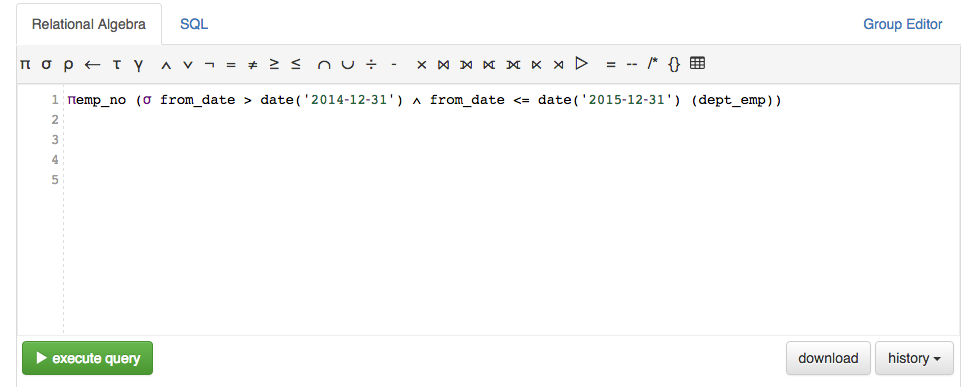 Relational Algebra SQL Group Editor
π σ ρ ← τ γ ∧ ∨ ¬ = ≠ ≥ ≤ ∩ ∪ ÷ - × ⋈ ⟕ ⟖ ⟗ ⋉ ⋊ ▷ = -- /* {}
1 πemp_no (σ from_date > date('2014-12-31') ∧ from_date <= date('2015-12-31') (dept_emp))
2
3
4
5
execute query download history